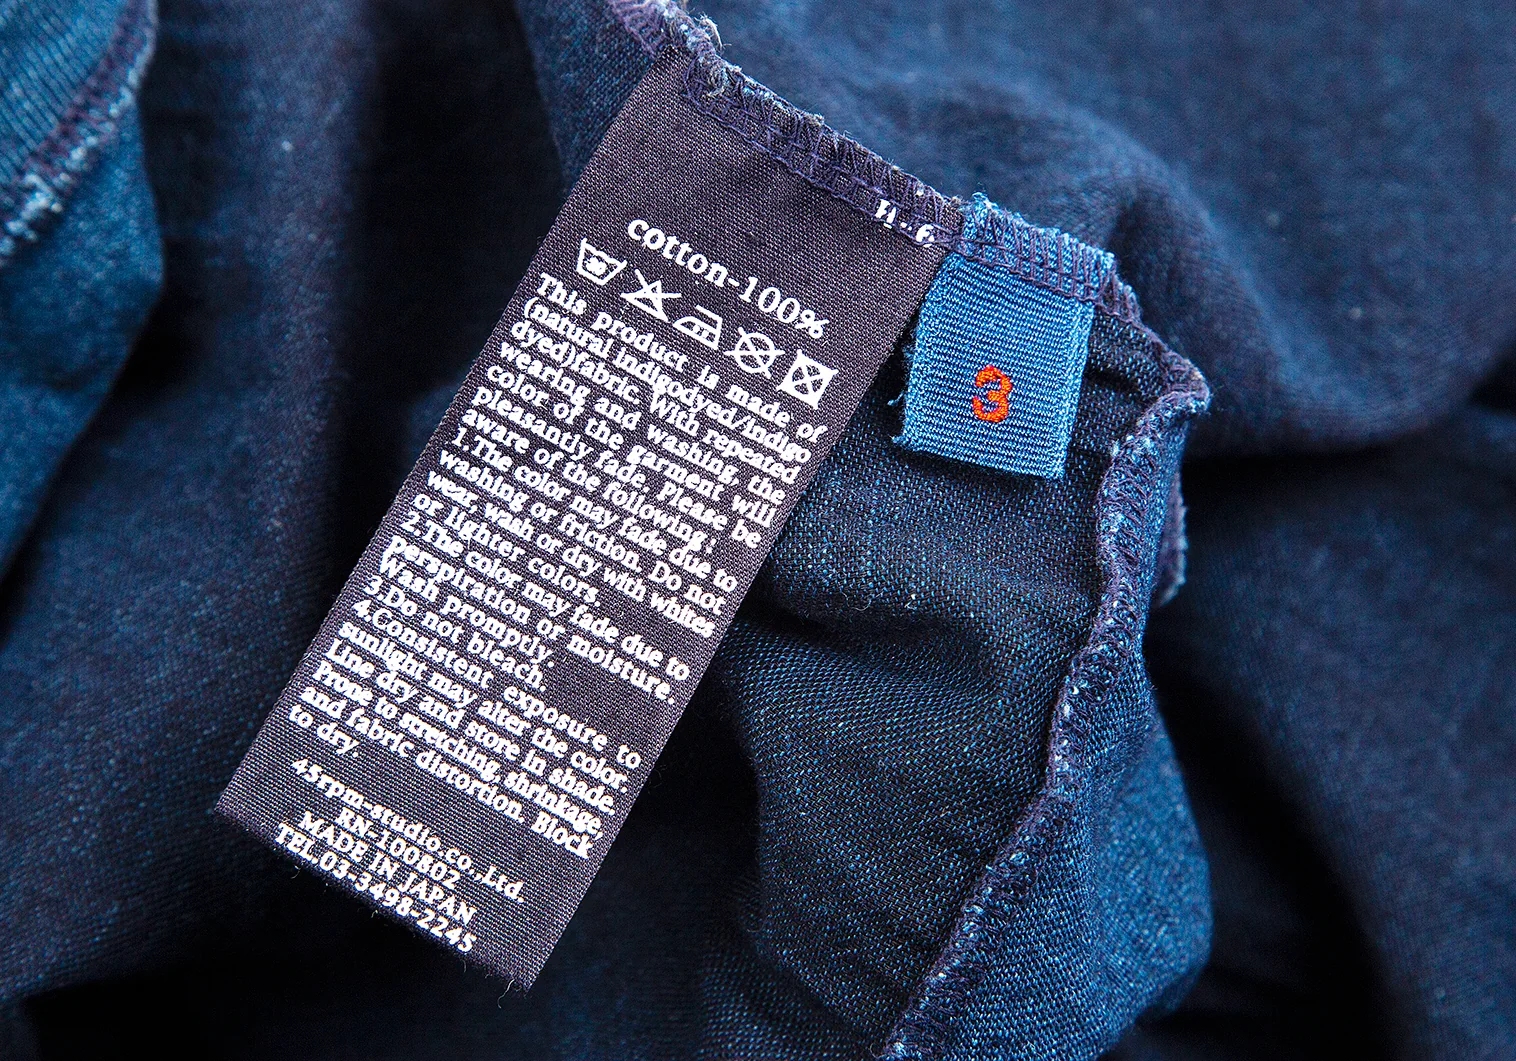 cotton-100%
This product is made of
(natural indigodyed/indigo
dyed)fabric. With repeated
wearing and washing, the
color of the garment will
pleasantly fade. Please be
aware of the following:
1.The color may fade due to
washing or friction. Do not
wear, wash or dry with whites
or lighter colors.
2.The color may fade due to
perspiration or moisture.
Wash promptly.
3.Do not bleach.
4.Consistent exposure to
sunlight may alter the color.
Line dry and store in shade.
Prone to stretching, shrinkage,
and fabric distortion. Block
to dry.
45rpm-studio.co.,Ltd.
RN-100802
MADE IN JAPAN
TEL.03-5498-2245
3